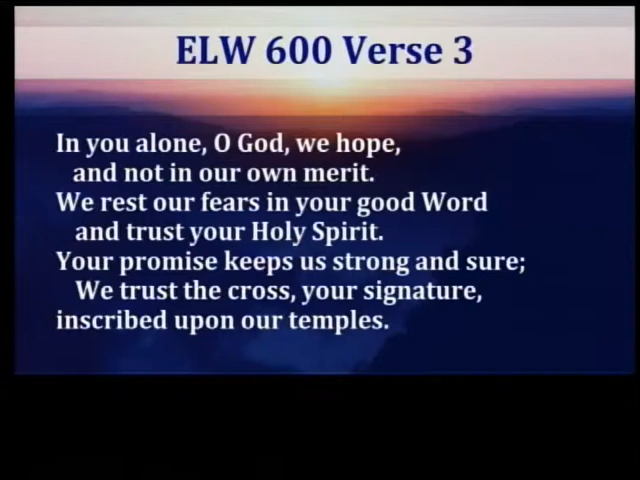 ELW 600 Verse 3
In you alone, O God, we hope,
and not in our own merit.
We rest our fears in your good Word
and trust your Holy Spirit.
Your promise keeps us strong and sure;
We trust the cross, your signature,
inscribed upon our temples.